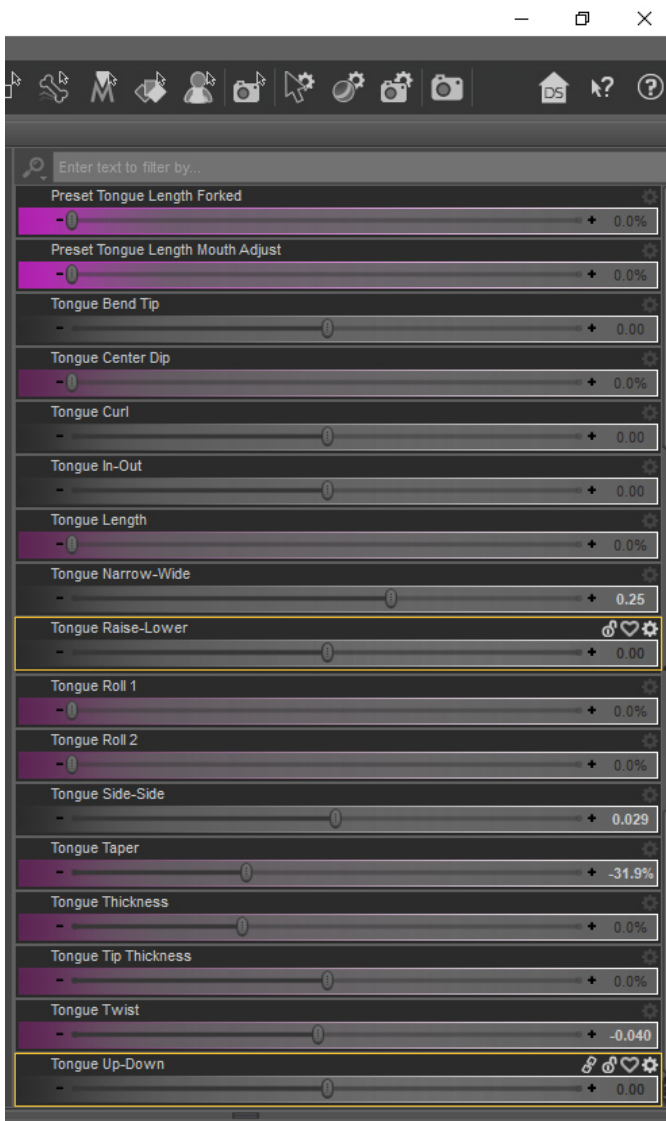 DS
?
?
Enter text to filter by...
Preset Tongue Length Forked
- + 0.0%
Preset Tongue Length Mouth Adjust
- + 0.0%
Tongue Bend Tip
- + 0.00
Tongue Center Dip
- + 0.0%
Tongue Curl
- + 0.00
Tongue In-Out
- + 0.00
Tongue Length
- + 0.0%
Tongue Narrow-Wide
- + 0.25
Tongue Raise-Lower
- + 0.00
Tongue Roll 1
- + 0.0%
Tongue Roll 2
- + 0.0%
Tongue Side-Side
- + 0.029
Tongue Taper
- + -31.9%
Tongue Thickness
- + 0.0%
Tongue Tip Thickness
- + 0.0%
Tongue Twist
- + -0.040
Tongue Up-Down
- + 0.00